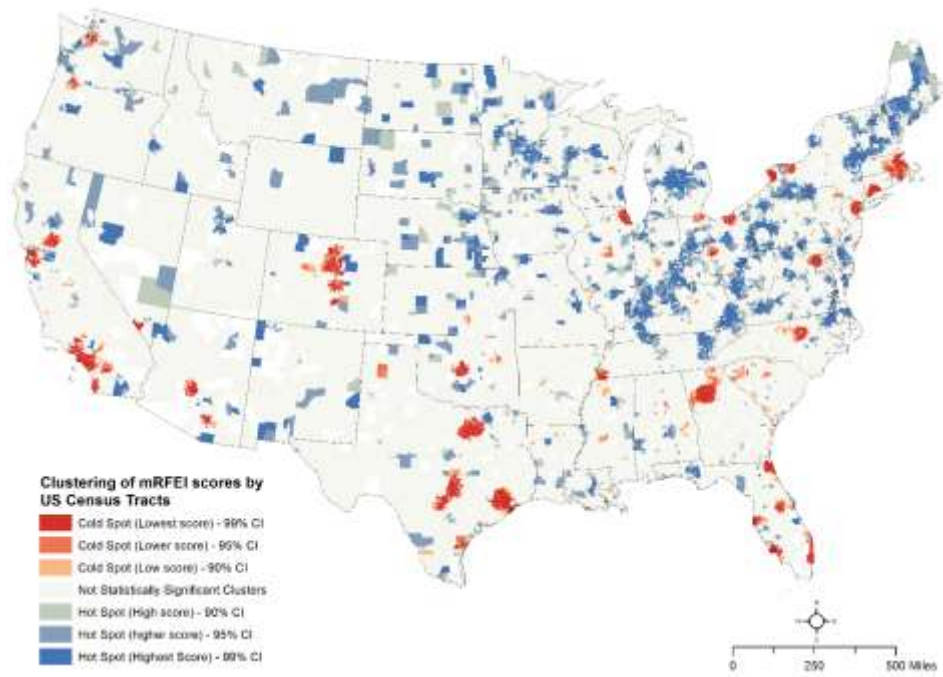 Clustering of mRFEI scores by
US Census Tracts
Cold Spot (Lowest score) - 99% CI
Cold Spot (Lower score) - 95% CI
Cold Spot (Low score) - 90% CI
Not Statistically Significant Clusters
Hot Spot (High score) - 90% CI
Hot Spot (higher score) - 95% CI
Hot Spot (Highest Score) - 99% CI
0 250 500 Miles